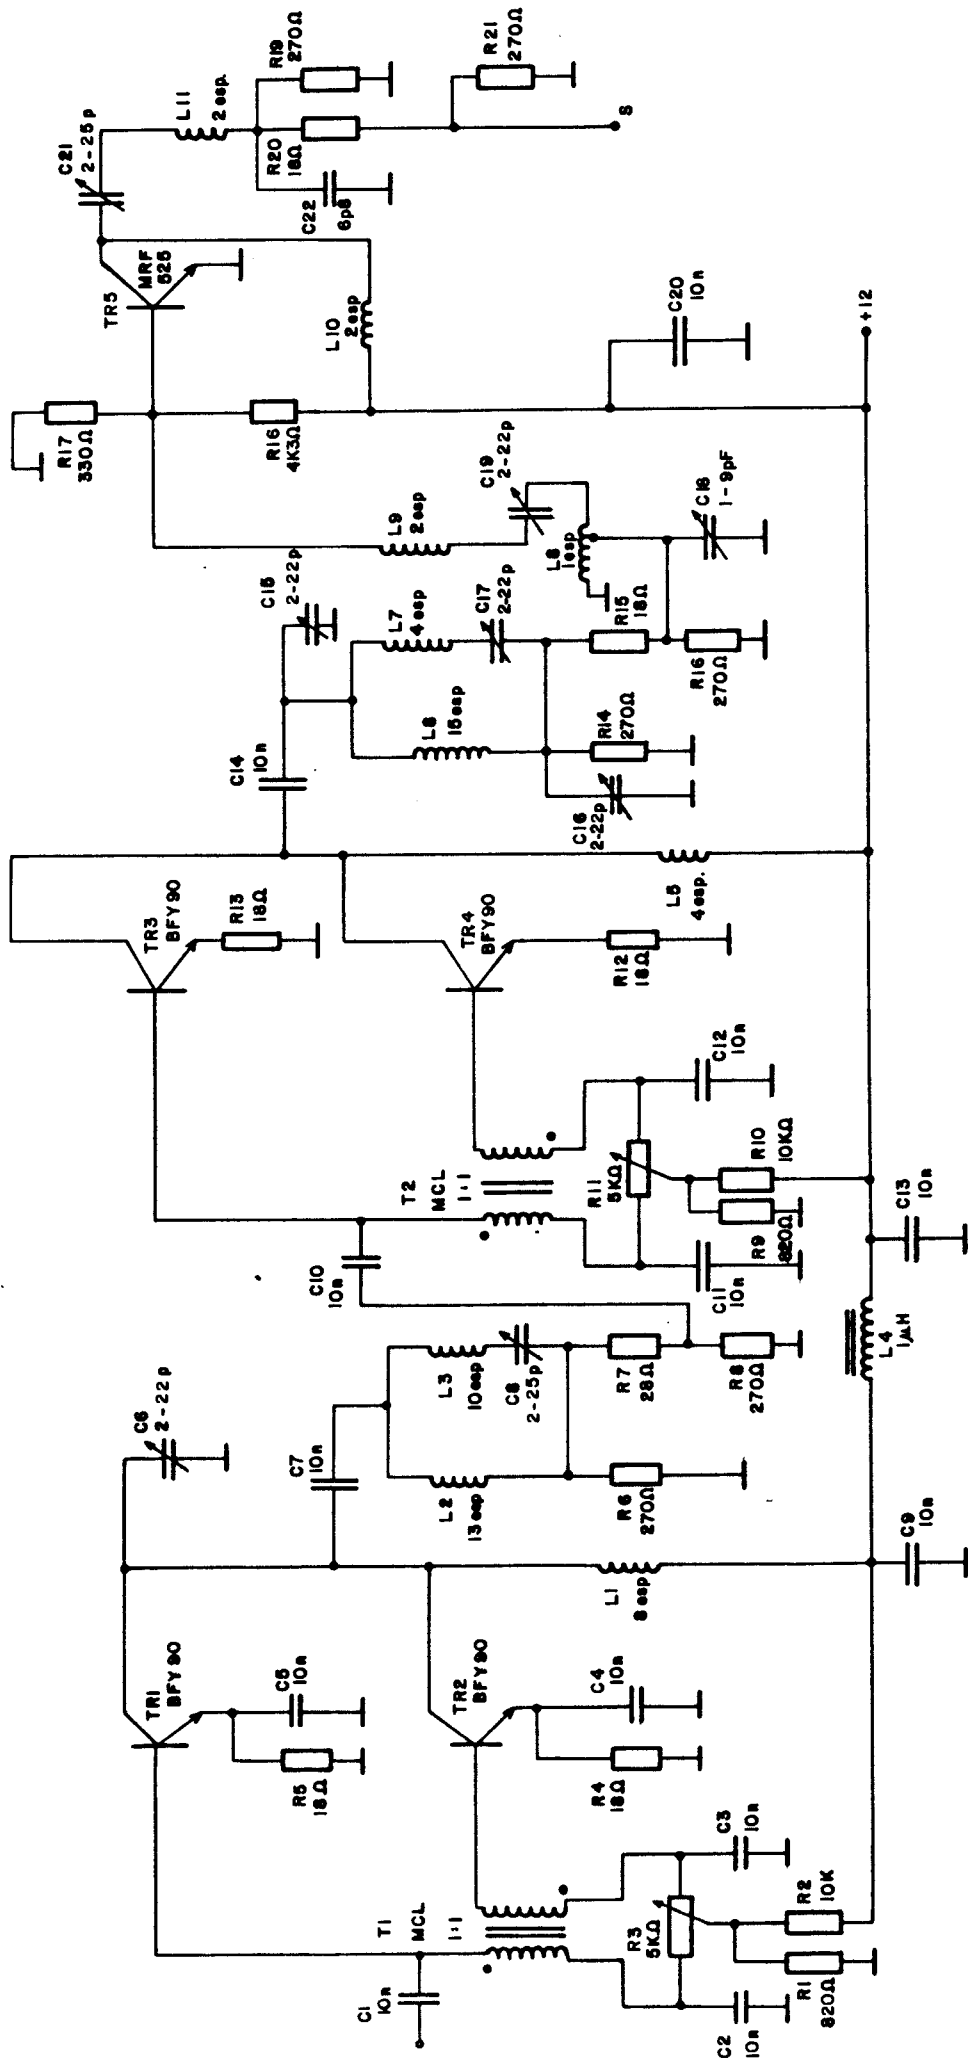 C1
10n
T1
MCL
1:1
C2
10n
R3
5KΩ
C3
10n
R1
820Ω
R2
10K
TR1
BFY90
R5
18Ω
C5
10n
TR2
BFY90
R4
18Ω
C4
10n
L1
8esp
C9
10n
C6
2-22p
C7
10n
L2
13esp
L3
10esp
C8
2-25p
R6
270Ω
R7
28Ω
R8
270Ω
L4
1µH
C10
10n
T2
MCL
1:1
C11
10n
R11
5KΩ
C12
10n
R9
820Ω
R10
10KΩ
C13
10n
TR3
BFY90
R13
18Ω
TR4
BFY90
R12
18Ω
L5
4esp.
C14
10n
C15
2-22p
L6
15esp
L7
4esp
C17
2-22p
C16
2-22p
R14
270Ω
R15
18Ω
R16
270Ω
L8
1esp
C18
1-9pF
L9
2esp
C19
2-22p
R17
330Ω
R16
4K3Ω
TR5
MRF
525
L10
2esp
C20
10n
+12
C21
2-25p
L11
2esp.
C22
6p8
R20
18Ω
R19
270Ω
R21
270Ω
S